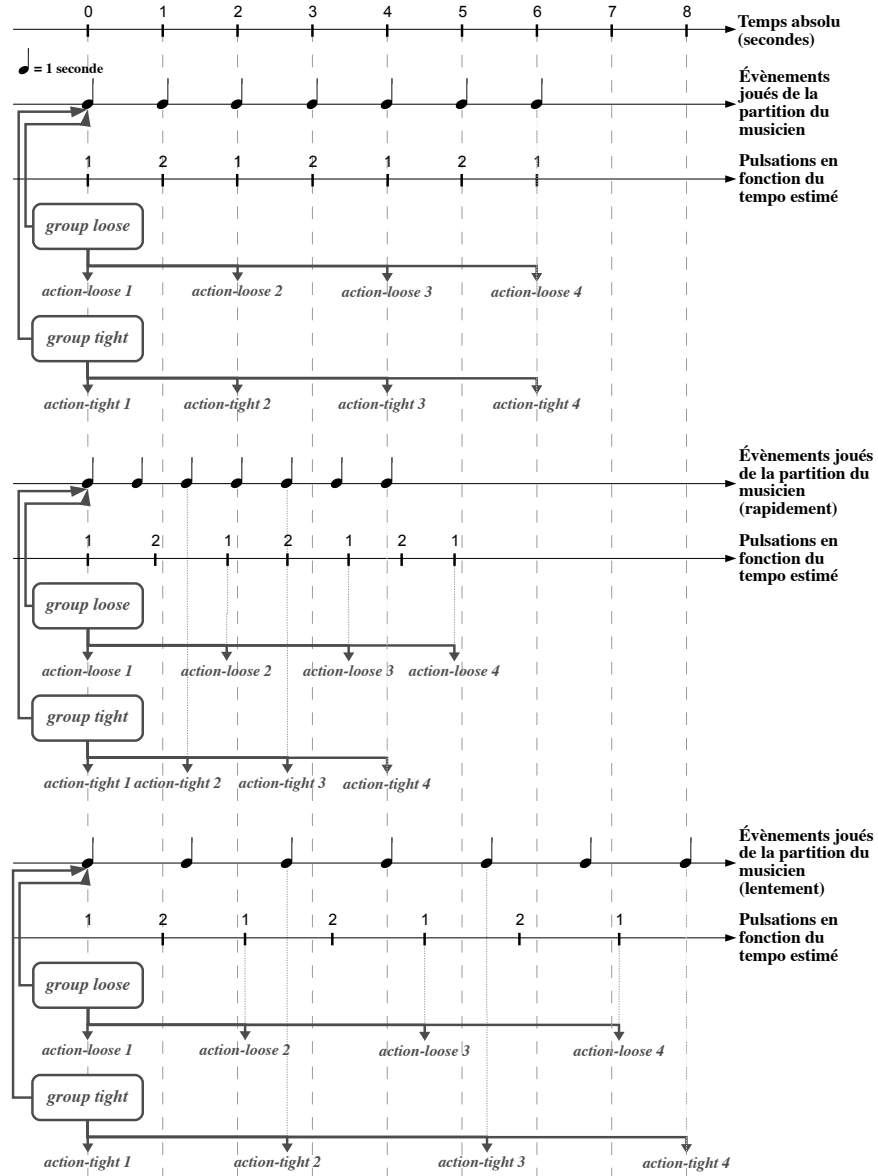 0 1 2 3 4 5 6 7 8
Temps absolu
(secondes)
= 1 seconde
Évènements
joués de la
partition du
musicien
1 2 1 2 1 2 1
Pulsations en
fonction du
tempo estimé
group loose
action-loose 1 action-loose 2 action-loose 3 action-loose 4
group tight
action-tight 1 action-tight 2 action-tight 3 action-tight 4
Évènements joués
de la partition du
musicien
(rapidement)
1 2 1 2 1 2 1
Pulsations en
fonction du
tempo estimé
group loose
action-loose 1 action-loose 2 action-loose 3 action-loose 4
group tight
action-tight 1 action-tight 2 action-tight 3 action-tight 4
Évènements joués
de la partition du
musicien
(lentement)
1 2 1 2 1 2 1
Pulsations en
fonction du
tempo estimé
group loose
action-loose 1 action-loose 2 action-loose 3 action-loose 4
group tight
action-tight 1 action-tight 2 action-tight 3 action-tight 4